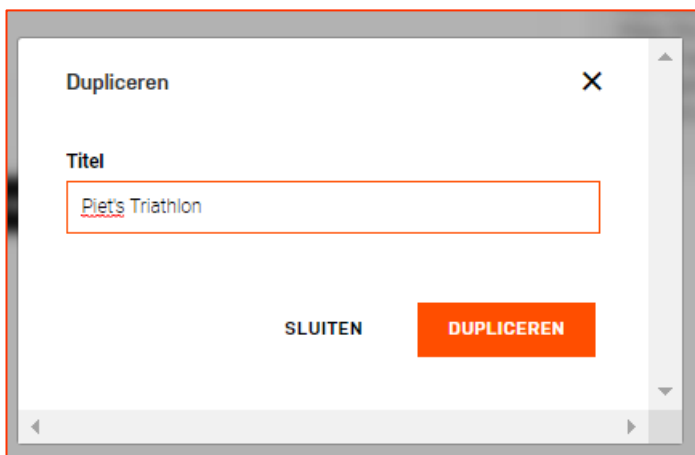 Dupliceren
Titel
Piet's Triathlon
SLUITEN
DUPLICEREN